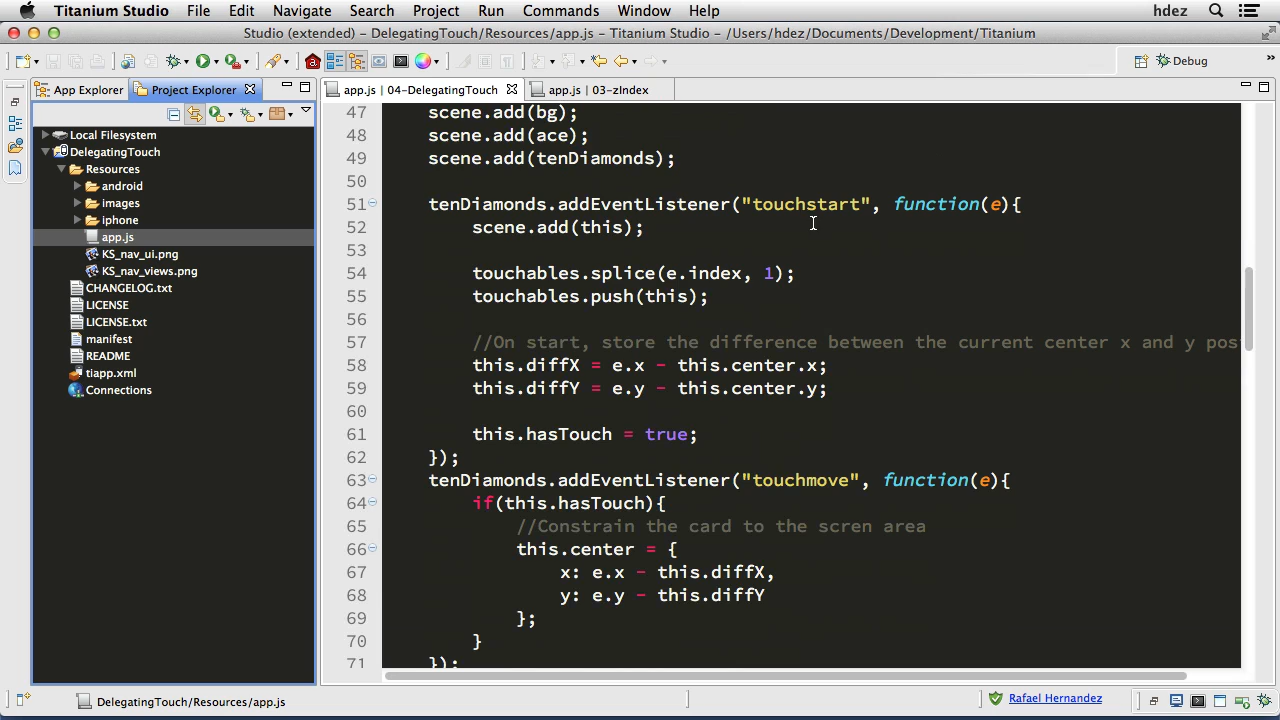 Titanium Studio File Edit Navigate Search Project Run Commands Window Help hdez
Studio (extended) - DelegatingTouch/Resources/app.js - Titanium Studio - /Users/hdez/Documents/Development/Titanium
Debug
App Explorer Project Explorer
app.js | 04-DelegatingTouch app.js | 03-zIndex
Local Filesystem
DelegatingTouch
Resources
android
images
iphone
app.js
KS_nav_ui.png
KS_nav_views.png
CHANGELOG.txt
LICENSE
LICENSE.txt
manifest
README
tiapp.xml
Connections
47 scene.add(bg);
48 scene.add(ace);
49 scene.add(tenDiamonds);
50
51 tenDiamonds.addEventListener("touchstart", function(e){
52 scene.add(this);
53
54 touchables.splice(e.index, 1);
55 touchables.push(this);
56
57 //On start, store the difference between the current center x and y pos
58 this.diffX = e.x - this.center.x;
59 this.diffY = e.y - this.center.y;
60
61 this.hasTouch = true;
62 });
63 tenDiamonds.addEventListener("touchmove", function(e){
64 if(this.hasTouch){
65 //Constrain the card to the scren area
66 this.center = {
67 x: e.x - this.diffX,
68 y: e.y - this.diffY
69 };
70 }
71 });
DelegatingTouch/Resources/app.js
Rafael Hernandez